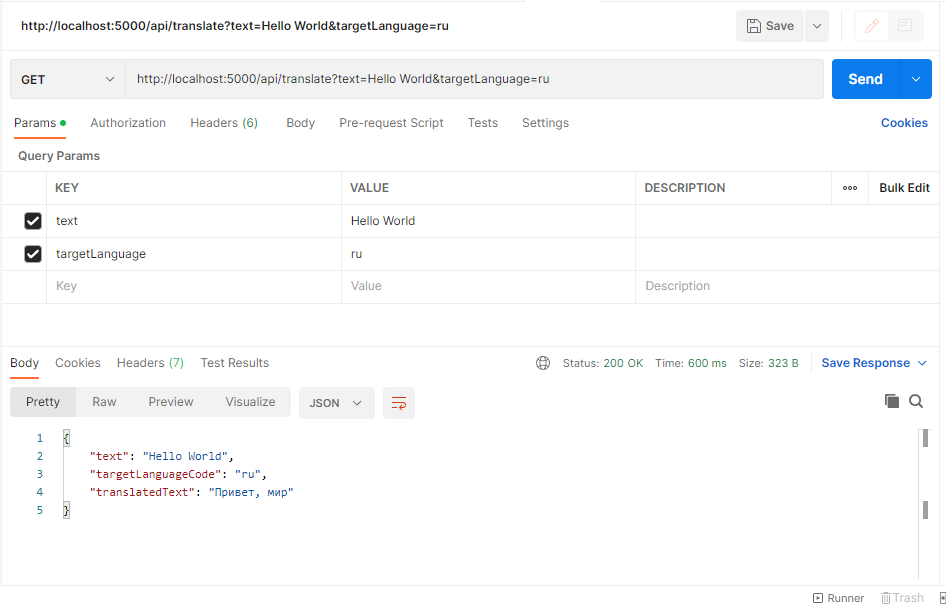 http://localhost:5000/api/translate?text=Hello World&targetLanguage=ru
Save
GET
http://localhost:5000/api/translate?text=Hello World&targetLanguage=ru
Send
Params Authorization Headers (6) Body Pre-request Script Tests Settings Cookies
Query Params
KEY VALUE DESCRIPTION Bulk Edit
text Hello World
targetLanguage ru
Key Value Description
Body Cookies Headers (7) Test Results Status: 200 OK Time: 600 ms Size: 323 B Save Response
Pretty Raw Preview Visualize JSON
1 {
2 "text": "Hello World",
3 "targetLanguageCode": "ru",
4 "translatedText": "Привет, мир"
5 }
Runner Trash